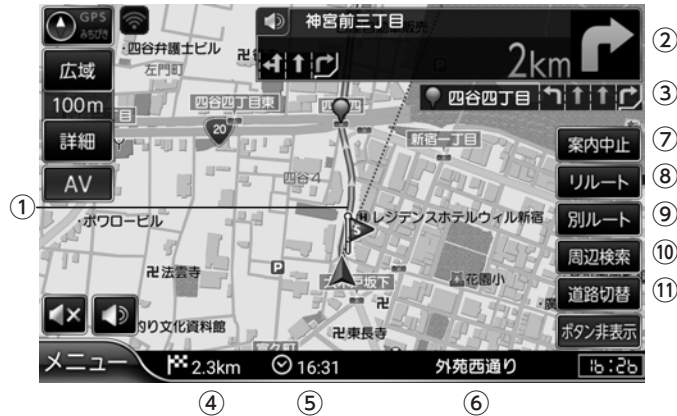 GPS
みちびき
神宮前三丁目
2km
②
四谷弁護士ビル
左門町
広域
100m
四谷四丁目東
四谷四
四谷四丁目
③
20
新宿一丁目
詳細
案内中止
⑦
AV
四谷4
リルート
⑧
①
ポワロービル
レジデンスホテルウィル新宿
別ルート
⑨
法雲寺
P
花園小
周辺検索
⑩
道路切替
⑪
り文化資料館
東長寺
ボタン非表示
メニュー
2.3km
16:31
外苑西通り
16:26
④
⑤
⑥